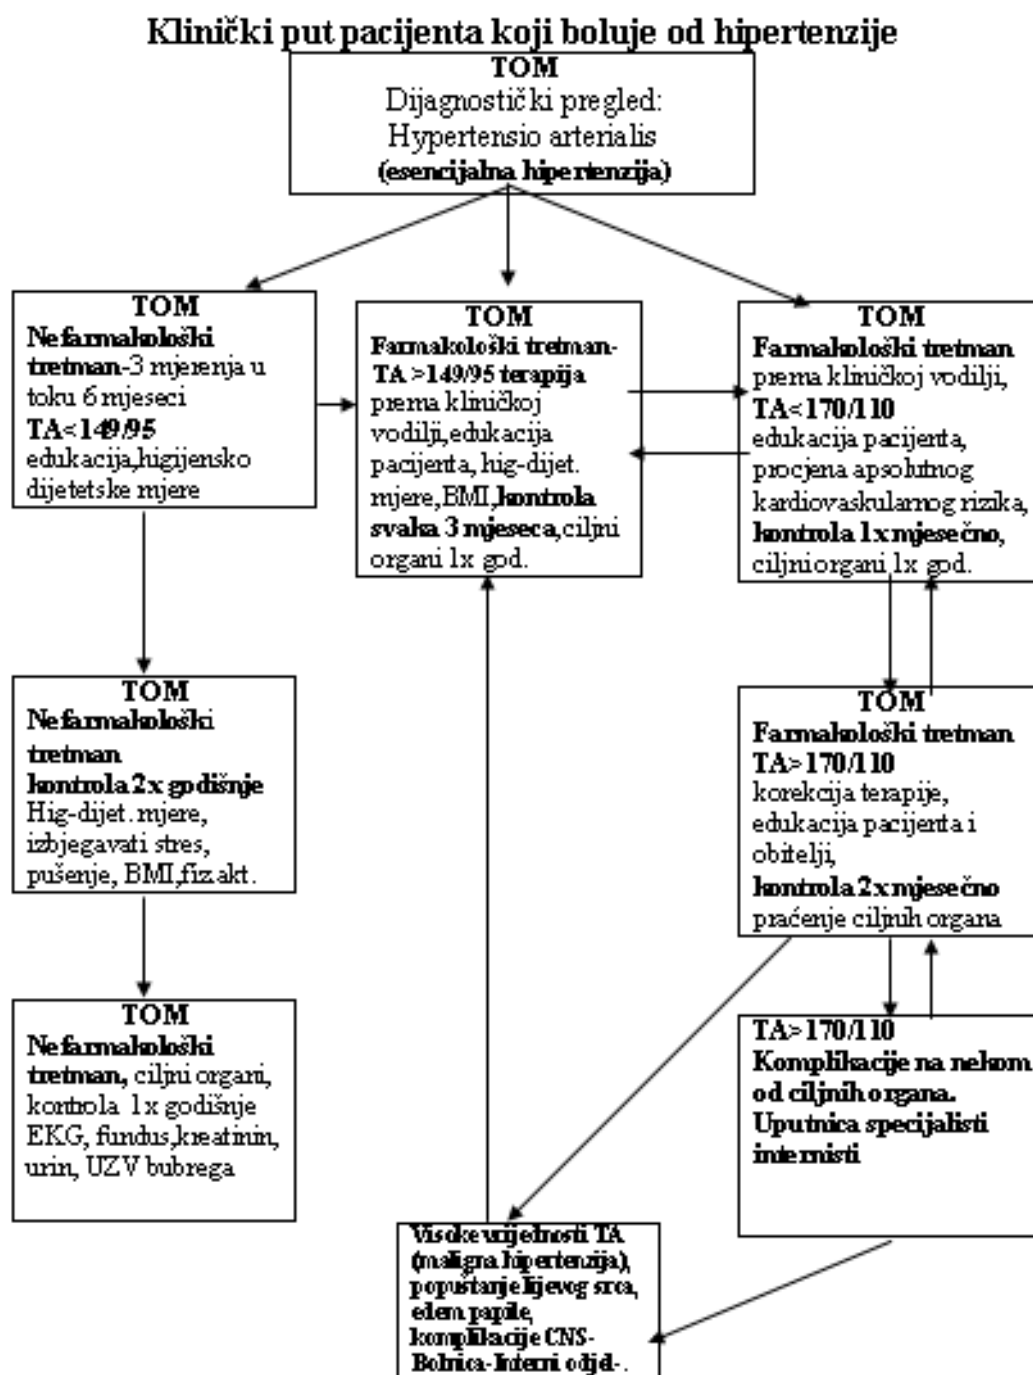 Klinički put pacijenta koji boluje od hipertenzije
TOM
Dijagnostički pregled:
Hypertensio arterialis
(esencijalna hipertenzija)
TOM
Nefarmakološki
tretman-3 mjerenja u
toku 6 mjeseci
TA<149/95
edukacija,higijensko
dijetetske mjere
TOM
Farmakološki tretman-
TA >149/95 terapija
prema kliničkoj
vodilji,edukacija
pacijenta, hig-dijet.
mjere,BMI,kontrola
svaka 3 mjeseca,ciljni
organi 1x god.
TOM
Farmakološki tretman
prema kliničkoj vodilji,
TA<170/110
edukacija pacijenta,
procjena apsolutnog
kardiovaskularnog rizika,
kontrola 1x mjesečno,
ciljni organi 1x god.
TOM
Nefarmakološki
tretman
kontrola 2x godišnje
Hig-dijet. mjere,
izbjegavati stres,
pušenje, BMI,fiz.akt.
TOM
Farmakološki tretman
TA>170/110
korekcija terapije,
edukacija pacijenta i
obitelji,
kontrola 2x mjesečno
praćenje ciljnih organa
TOM
Nefarmakološki
tretman, ciljni organi,
kontrola 1x godišnje
EKG, fundus,kreatinin,
urin, UZV bubrega
TA>170/110
Komplikacije na nekom
od ciljnih organa.
Uputnica specijalisti
internisti
Visoke vrijednosti TA
(maligna hipertenzija),
popuštanje lijevog srca,
edem papile,
komplikacije CNS-
Bolnica-Interni odjel-.